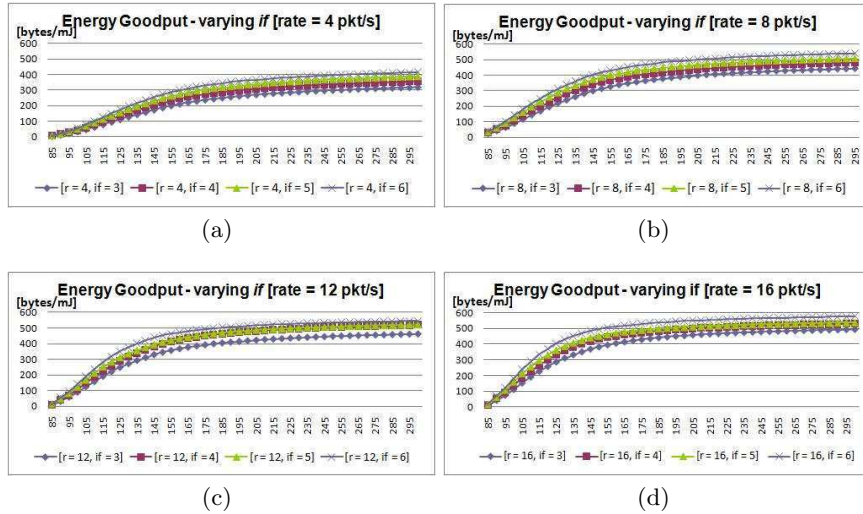 Energy Goodput - varying if [rate = 4 pkt/s]
[bytes/mJ]
600
500
400
300
200
100
0
85 95 105 115 125 135 145 155 165 175 185 195 205 215 225 235 245 255 265 275 285 295
[r = 4, if = 3] [r = 4, if = 4] [r = 4, if = 5] [r = 4, if = 6]
(a)
Energy Goodput - varying if [rate = 8 pkt/s]
[bytes/mJ]
600
500
400
300
200
100
0
85 95 105 115 125 135 145 155 165 175 185 195 205 215 225 235 245 255 265 275 285 295
[r = 8, if = 3] [r = 8, if = 4] [r = 8, if = 5] [r = 8, if = 6]
(b)
Energy Goodput - varying if [rate = 12 pkt/s]
[bytes/mJ]
600
500
400
300
200
100
0
85 95 105 115 125 135 145 155 165 175 185 195 205 215 225 235 245 255 265 275 285 295
[r = 12, if = 3] [r = 12, if = 4] [r = 12, if = 5] [r = 12, if = 6]
(c)
Energy Goodput - varying if [rate = 16 pkt/s]
[bytes/mJ]
600
500
400
300
200
100
0
85 95 105 115 125 135 145 155 165 175 185 195 205 215 225 235 245 255 265 275 285 295
[r = 16, if = 3] [r = 16, if = 4] [r = 16, if = 5] [r = 16, if = 6]
(d)